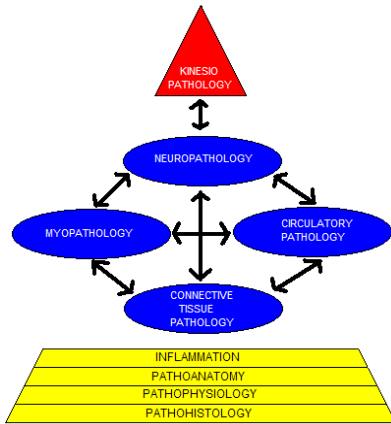 KINESIO
PATHOLOGY
NEUROPATHOLOGY
MYOPATHOLOGY
CIRCULATORY
PATHOLOGY
CONNECTIVE
TISSUE
PATHOLOGY
INFLAMMATION
PATHOANATOMY
PATHOPHYSIOLOGY
PATHOHISTOLOGY